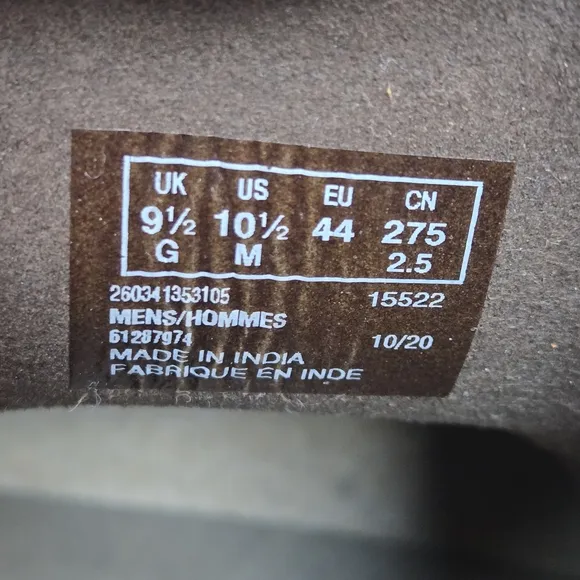 UK US EU CN
9½ 10½ 44 275
G M 2.5
260341353105 15522
MENS/HOMMES
61287974 10/20
MADE IN INDIA
FABRIQUE EN INDE